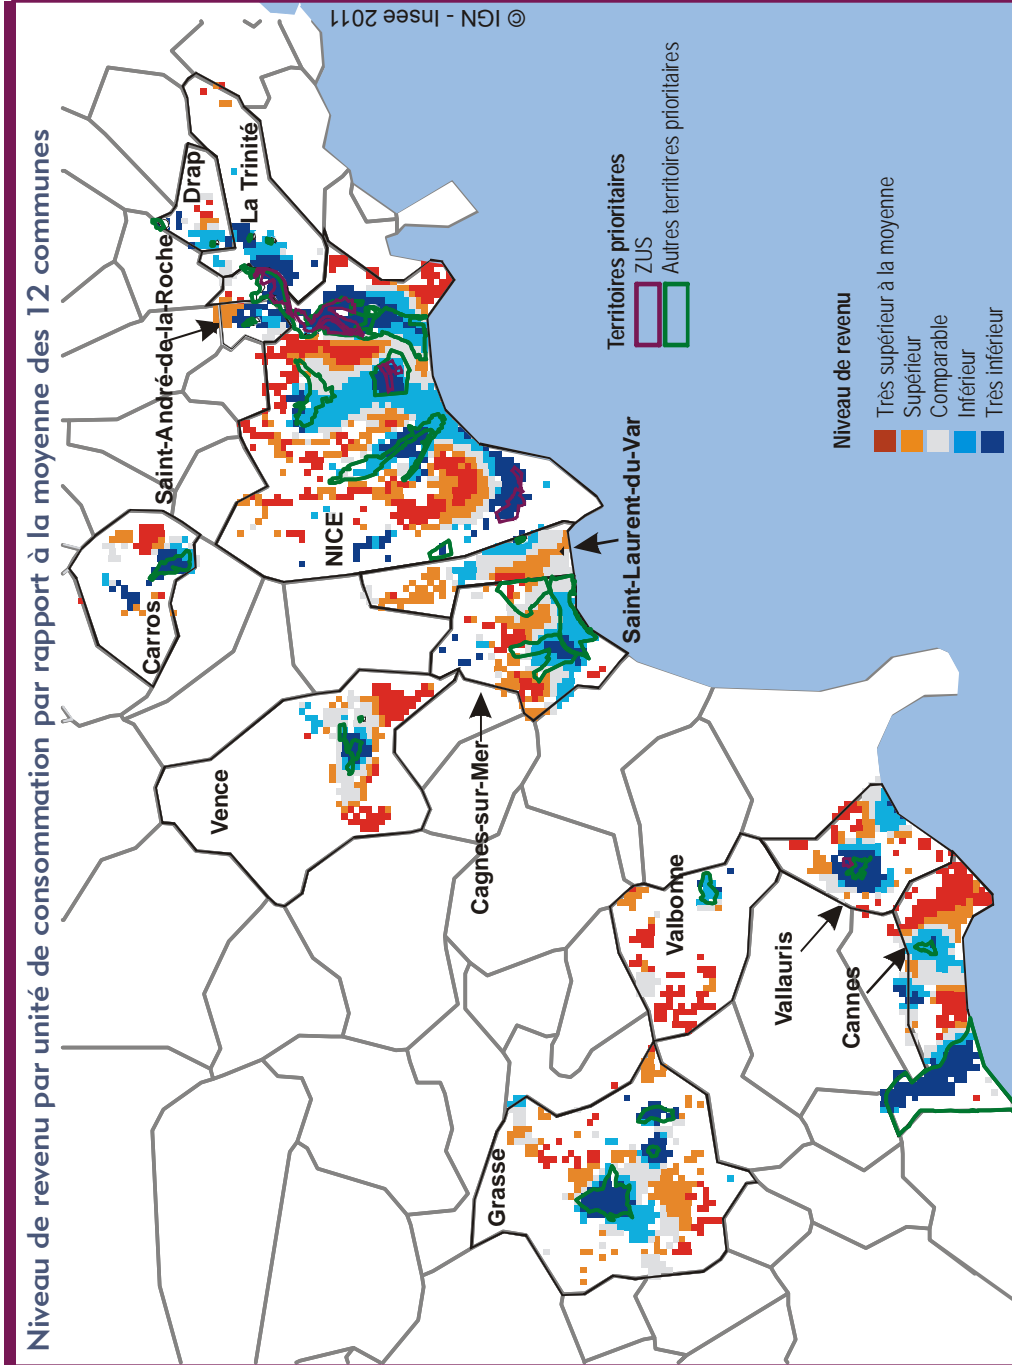 Niveau de revenu par unité de consommation par rapport à la moyenne des 12 communes
© IGN - Insee 2011
Drap
La Trinité
Saint-André-de-la-Roche
NICE
Carros
Saint-Laurent-du-Var
Vence
Cagnes-sur-Mer
Valbonne
Vallauris
Cannes
Grasse
Territoires prioritaires
ZUS
Autres territoires prioritaires
Niveau de revenu
Très supérieur à la moyenne
Supérieur
Comparable
Inférieur
Très inférieur